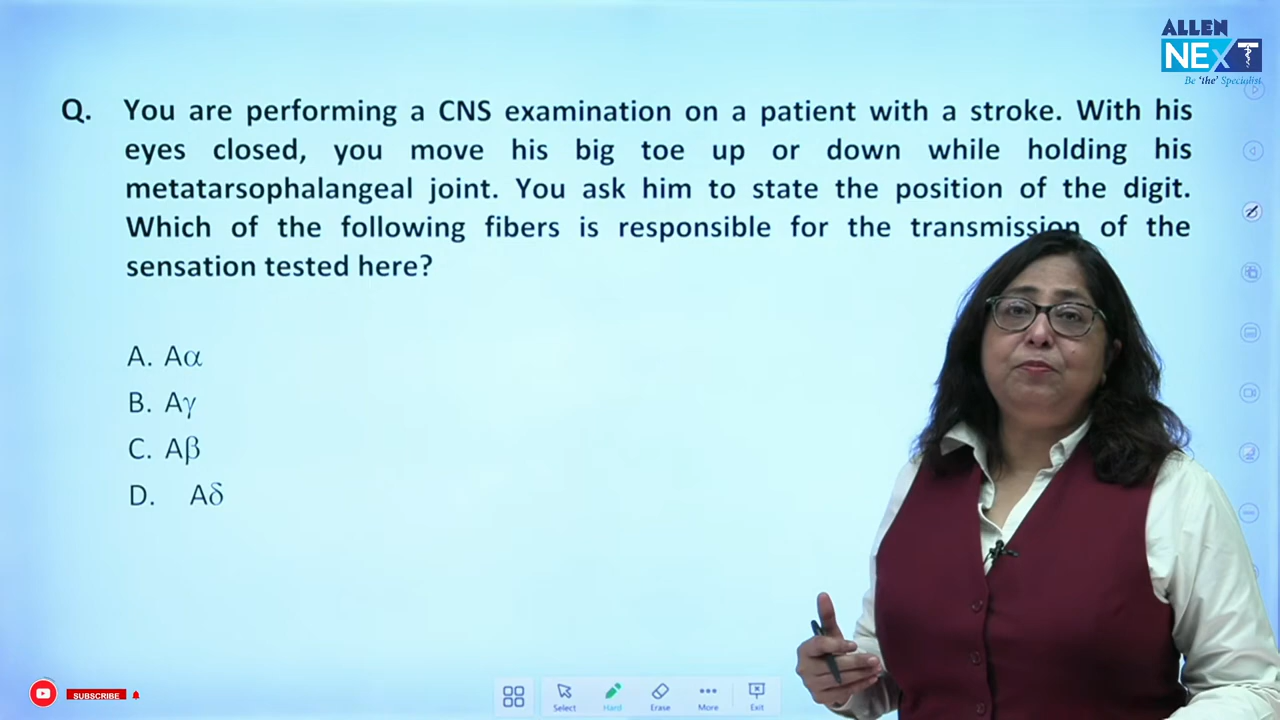 ALLEN
NEXT
Be 'the' Specialist
Q. You are performing a CNS examination on a patient with a stroke. With his
eyes closed, you move his big toe up or down while holding his
metatarsophalangeal joint. You ask him to state the position of the digit.
Which of the following fibers is responsible for the transmission of the
sensation tested here?
A. Aα
B. Aγ
C. Aβ
D. Aδ
SUBSCRIBE
Select
Hard
Erase
More
Exit